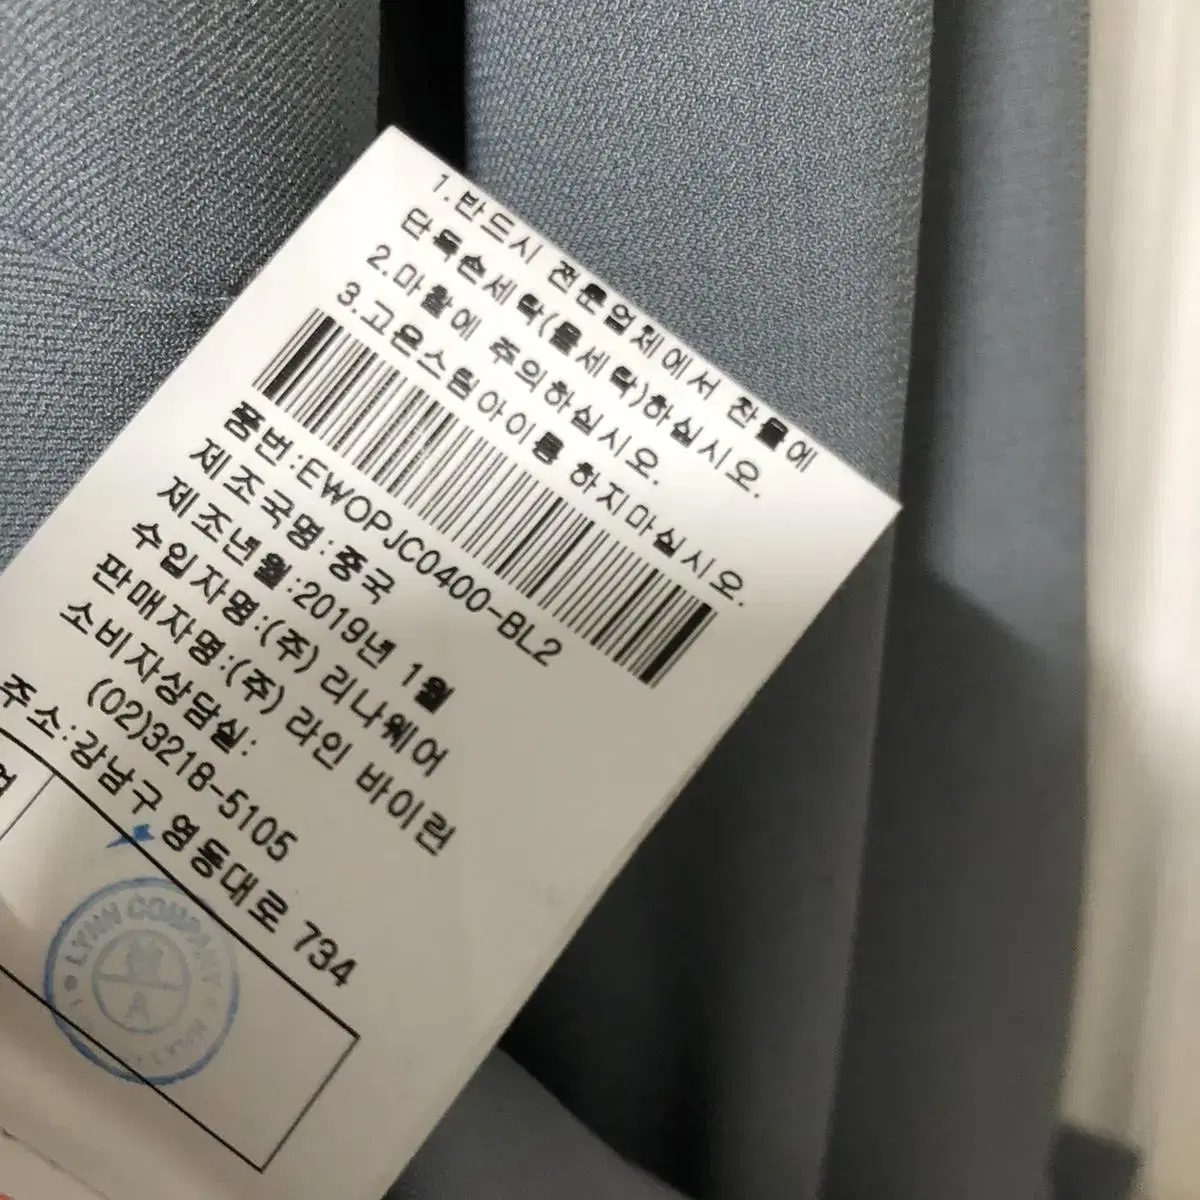 1.반드시 전문업체에서 찬물에
단독손세탁(물세탁)하십시오.
2.마찰에 주의하십시오.
3.고온스팀아이롱 하지마십시오.
품번:EWOPJC0400-BL2
제조국명:중국
제조년월:2019년 1월
수입자명:(주) 리나웨어
판매자명:(주) 라인 바이린
소비자상담실:
(02)3218-5105
주소:강남구 영동대로 734
LYNN COMPANY
A